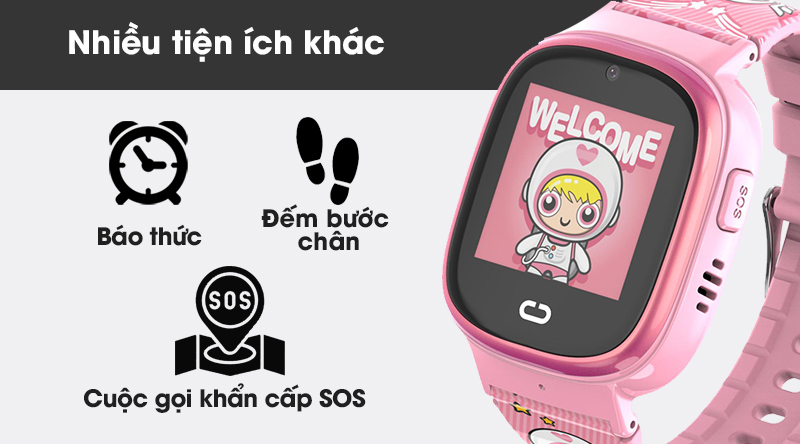 Nhiều tiện ích khác
WELCOME
SOS
Báo thức
Đếm bước
chân
SOS
Cuộc gọi khẩn cấp SOS